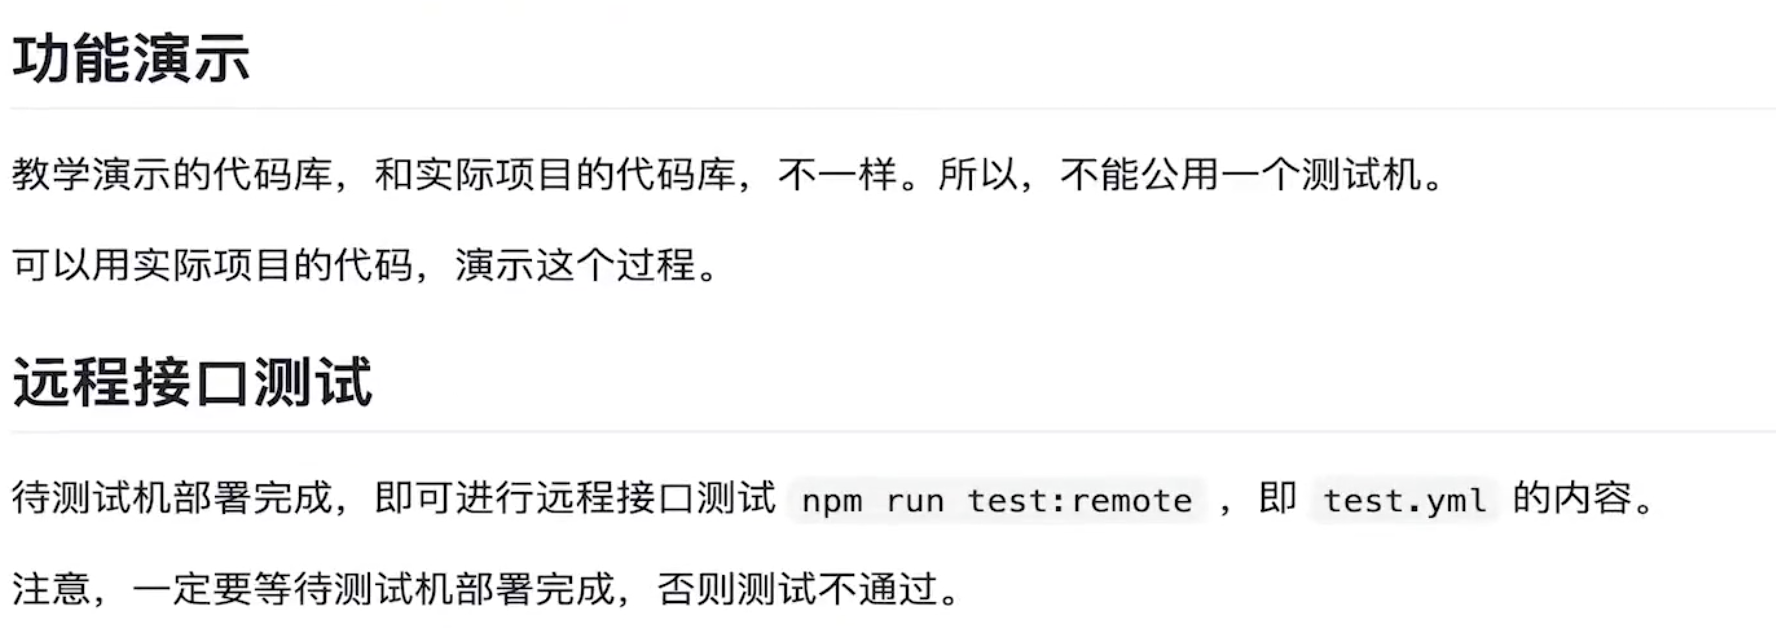 功能演示
教学演示的代码库，和实际项目的代码库，不一样。所以，不能公用一个测试机。
可以用实际项目的代码，演示这个过程。
远程接口测试
待测试机部署完成，即可进行远程接口测试 npm run test:remote ，即 test.yml 的内容。
注意，一定要等待测试机部署完成，否则测试不通过。